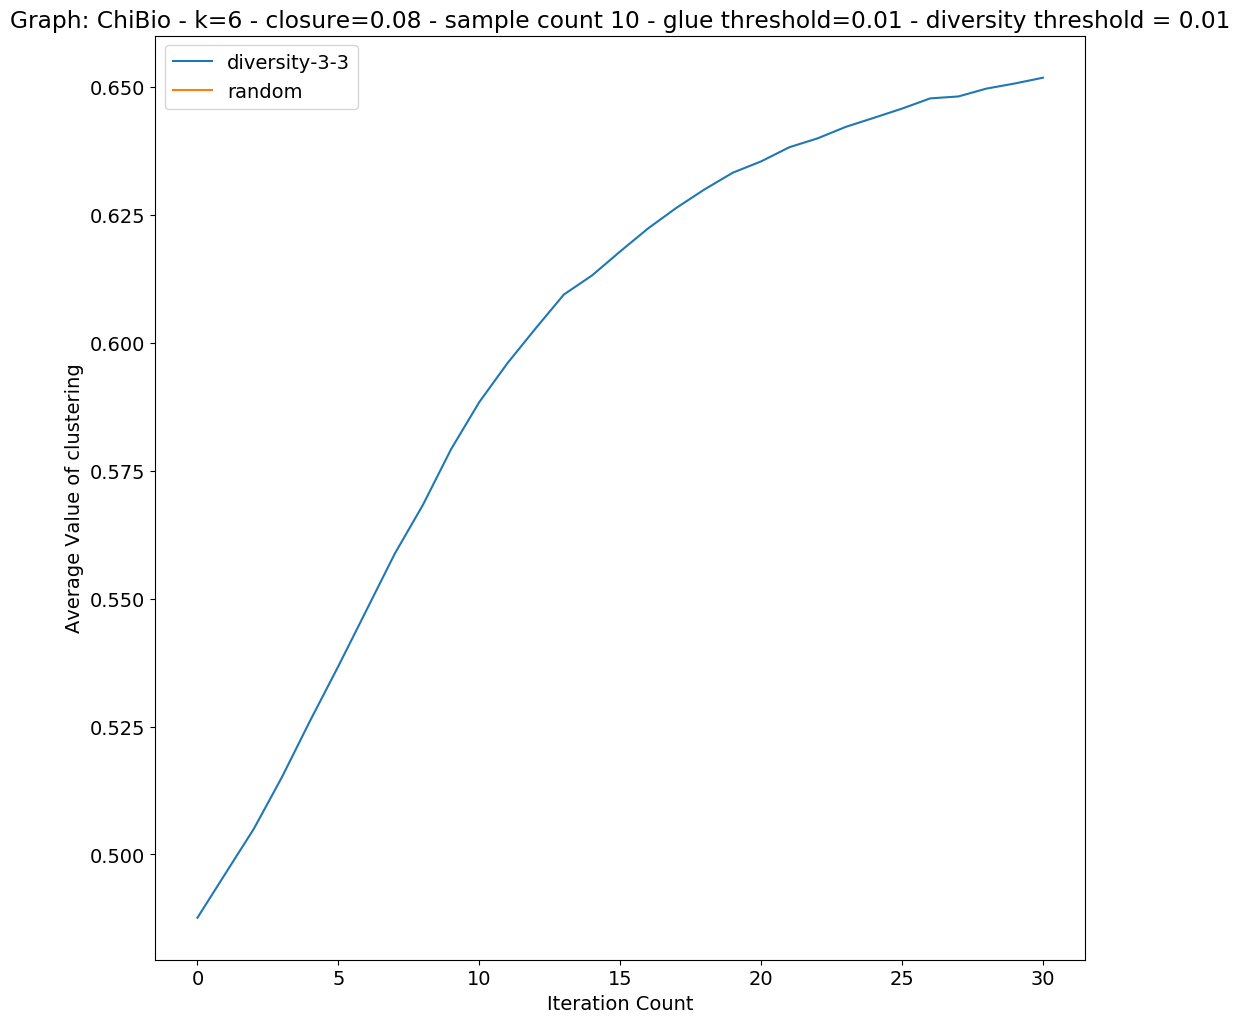 Graph: ChiBio - k=6 - closure=0.08 - sample count 10 - glue threshold=0.01 - diversity threshold = 0.01
diversity-3-3
random
0.650
0.625
0.600
0.575
0.550
0.525
0.500
Average Value of clustering
0 5 10 15 20 25 30
Iteration Count